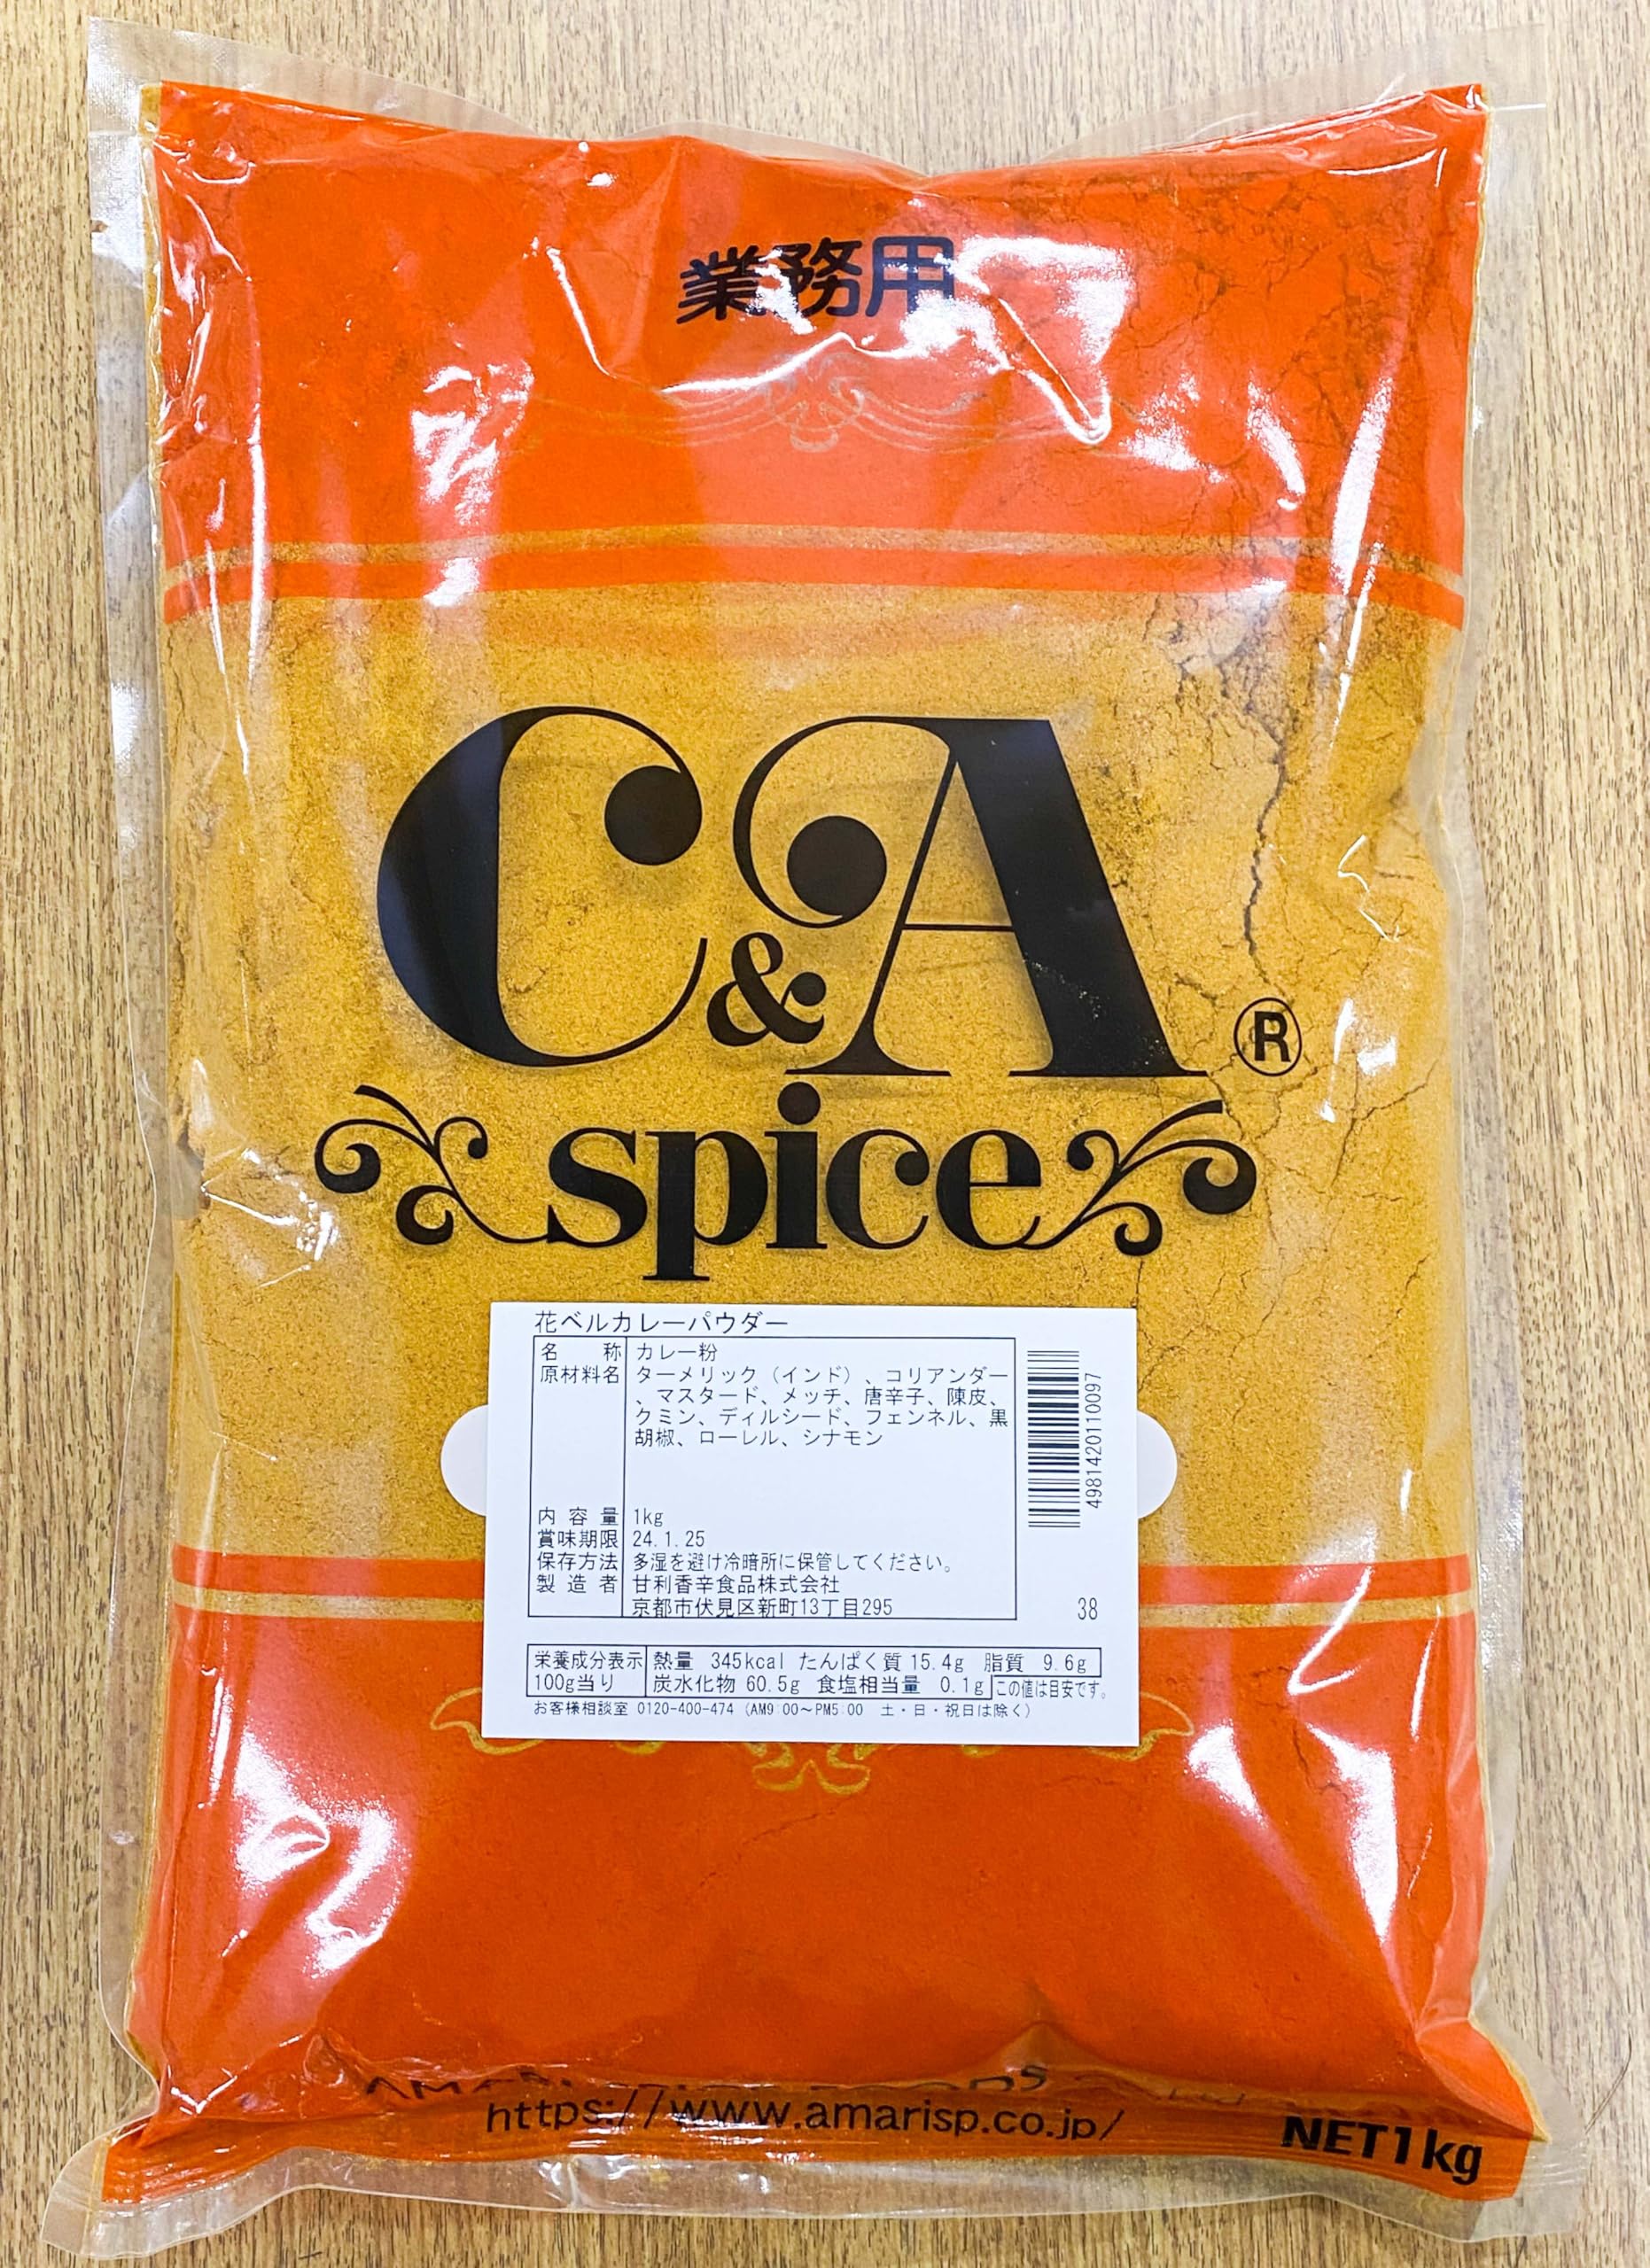 業務用
C&A®
spice
花ベルカレーパウダー
名 称 カレー粉
原材料名 ターメリック（インド）、コリアンダー
、マスタード、メッチ、唐辛子、陳皮、
クミン、ディルシード、フェンネル、黒
胡椒、ローレル、シナモン
内容量 1kg
賞味期限 24.1.25
保存方法 多湿を避け冷暗所に保管してください。
製造者 甘利香辛食品株式会社
京都市伏見区新町13丁目295
4981420110097
38
栄養成分表示 熱量 345kcal たんぱく質 15.4g 脂質 9.6g
100g当り 炭水化物 60.5g 食塩相当量 0.1g この値は目安です。
お客様相談室 0120-400-474 (AM9:00～PM5:00 土・日・祝日は除く)
https://www.amarisp.co.jp/
NET1kg